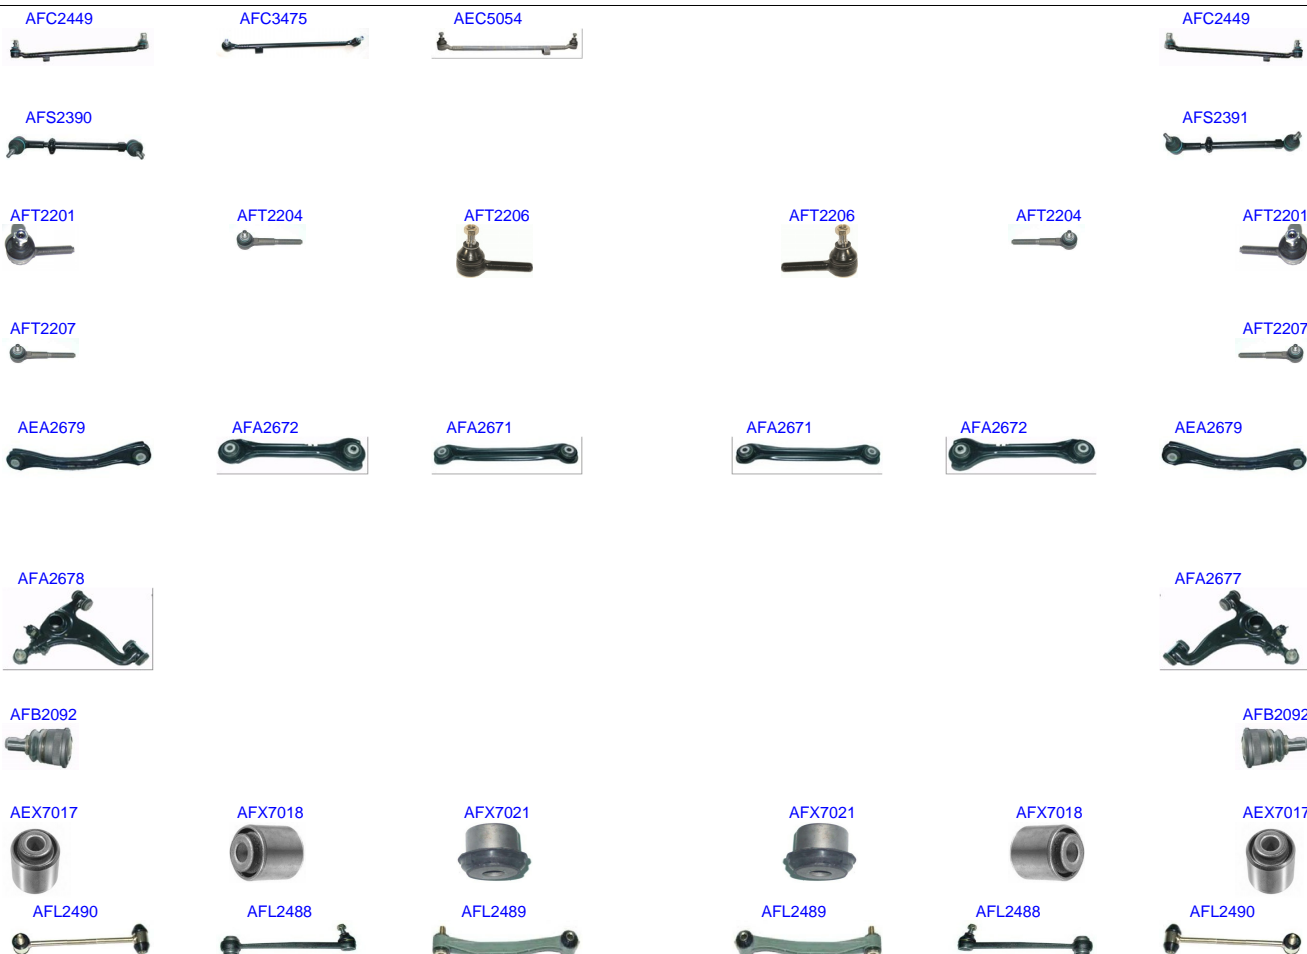 AFC2449 AFC3475 AEC5054 AFC2449
AFS2390 AFS2391
AFT2201 AFT2204 AFT2206 AFT2206 AFT2204 AFT2201
AFT2207 AFT2207
AEA2679 AFA2672 AFA2671 AFA2671 AFA2672 AEA2679
AFA2678 AFA2677
AFB2092 AFB2092
AEX7017 AFX7018 AFX7021 AFX7021 AFX7018 AEX7017
AFL2490 AFL2488 AFL2489 AFL2489 AFL2488 AFL2490